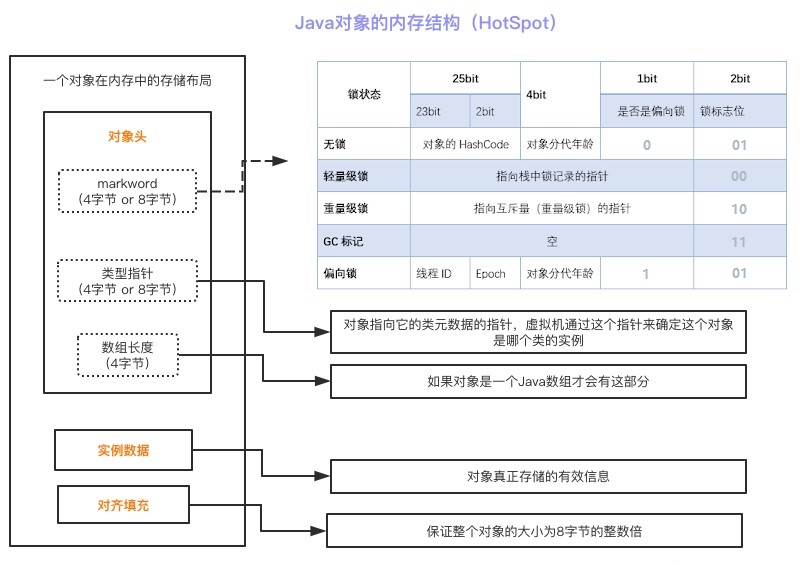 Java对象的内存结构（HotSpot）
一个对象在内存中的存储布局
对象头
markword
（4字节 or 8字节）
类型指针
（4字节 or 8字节）
数组长度
（4字节）
实例数据
对齐填充
锁状态 25bit 4bit 1bit 2bit
23bit 2bit 是否是偏向锁 锁标志位
无锁 对象的 HashCode 对象分代年龄 0 01
轻量级锁 指向栈中锁记录的指针 00
重量级锁 指向互斥量（重量级锁）的指针 10
GC 标记 空 11
偏向锁 线程 ID Epoch 对象分代年龄 1 01
对象指向它的类元数据的指针，虚拟机通过这个指针来确定这个对象
是哪个类的实例
如果对象是一个Java数组才会有这部分
对象真正存储的有效信息
保证整个对象的大小为8字节的整数倍